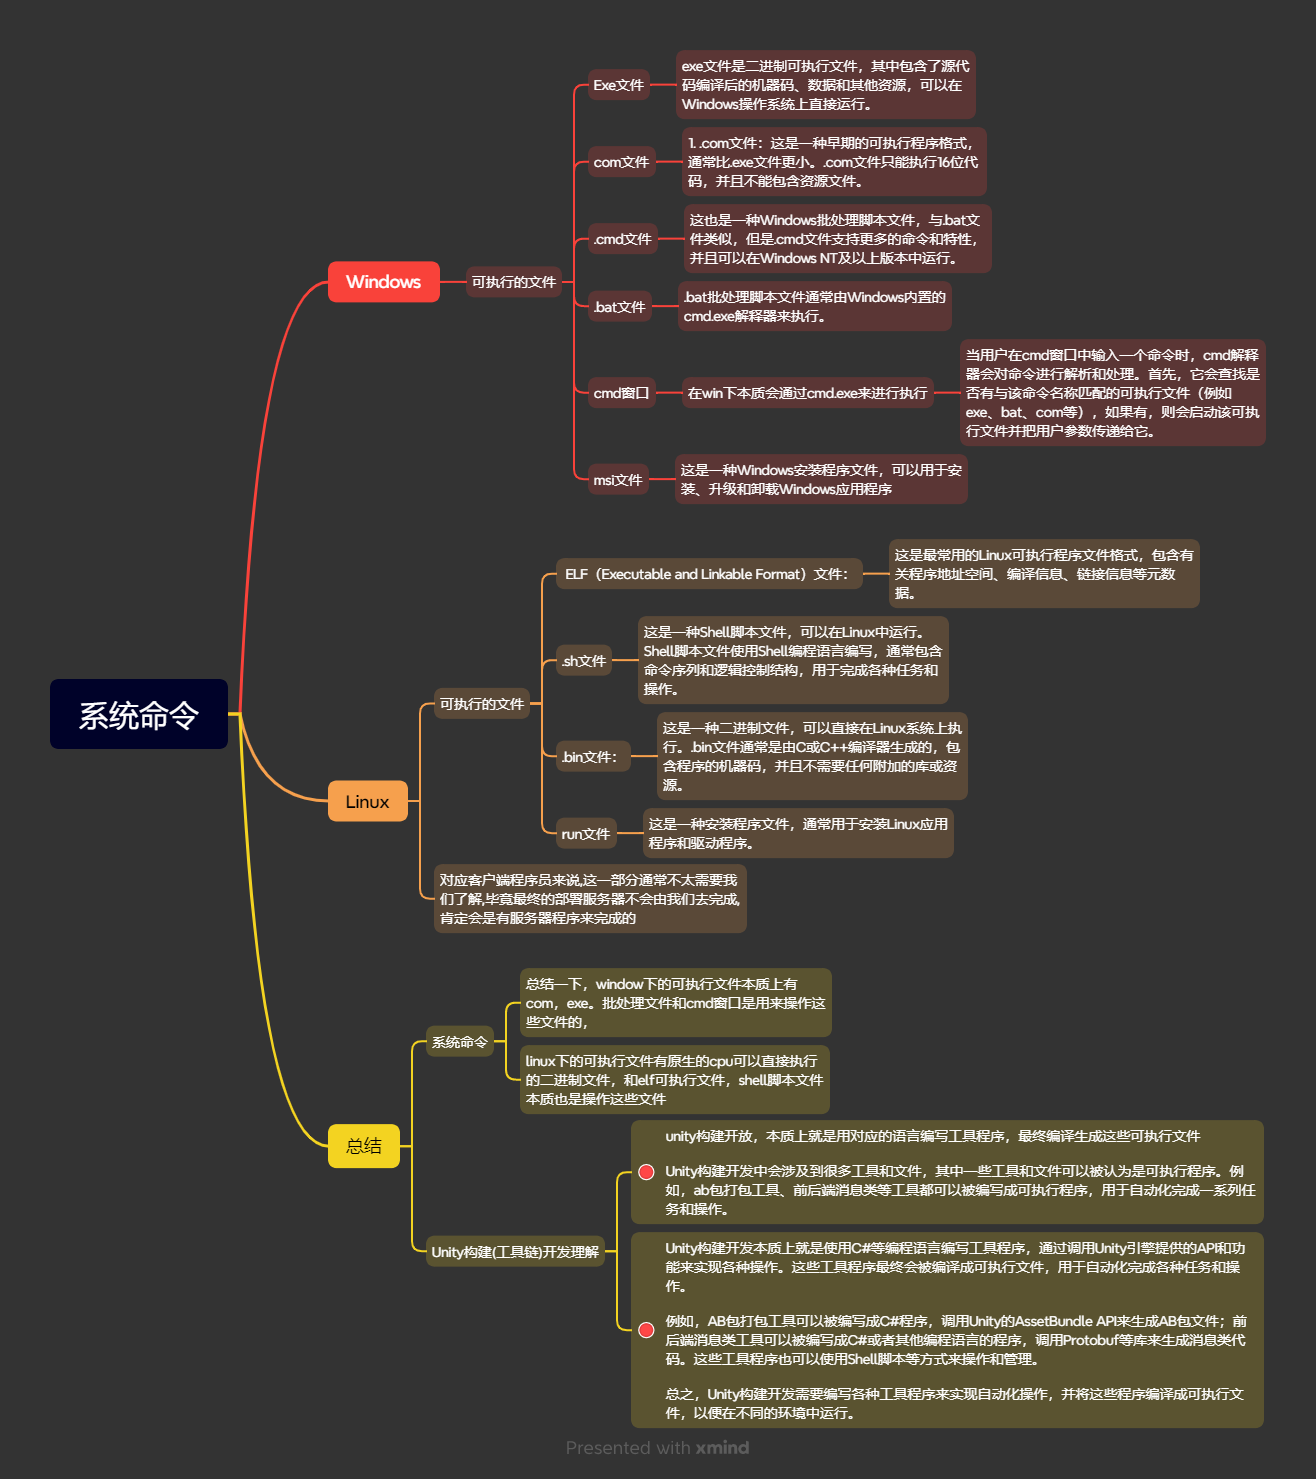 系统命令
Windows
可执行的文件
Exe文件
exe文件是二进制可执行文件，其中包含了源代
码编译后的机器码、数据和其他资源，可以在
Windows操作系统上直接运行。
com文件
1. .com文件：这是一种早期的可执行程序格式，
通常比.exe文件更小。.com文件只能执行16位代
码，并且不能包含资源文件。
.cmd文件
这也是一种Windows批处理脚本文件，与.bat文
件类似，但是.cmd文件支持更多的命令和特性，
并且可以在Windows NT及以上版本中运行。
.bat文件
.bat批处理脚本文件通常由Windows内置的
cmd.exe解释器来执行。
cmd窗口
在win下本质会通过cmd.exe来进行执行
当用户在cmd窗口中输入一个命令时，cmd解释
器会对命令进行解析和处理。首先，它会查找是
否有与该命令名称匹配的可执行文件（例如
exe、bat、com等），如果有，则会启动该可执
行文件并把用户参数传递给它。
msi文件
这是一种Windows安装程序文件，可以用于安
装、升级和卸载Windows应用程序
Linux
可执行的文件
ELF（Executable and Linkable Format）文件：
这是最常用的Linux可执行程序文件格式，包含有
关程序地址空间、编译信息、链接信息等元数
据。
.sh文件
这是一种Shell脚本文件，可以在Linux中运行。
Shell脚本文件使用Shell编程语言编写，通常包含
命令序列和逻辑控制结构，用于完成各种任务和
操作。
.bin文件：
这是一种二进制文件，可以直接在Linux系统上执
行。.bin文件通常是由C或C++编译器生成的，包
含程序的机器码，并且不需要任何附加的库或资
源。
run文件
这是一种安装程序文件，通常用于安装Linux应用
程序和驱动程序。
对应客户端程序员来说,这一部分通常不太需要我
们了解,毕竟最终的部署服务器不会由我们去完成,
肯定会是有服务器程序来完成的
总结
系统命令
总结一下，window下的可执行文件本质上有
com，exe。批处理文件和cmd窗口是用来操作这
些文件的，
linux下的可执行文件有原生的cpu可以直接执行
的二进制文件，和elf可执行文件，shell脚本文件
本质也是操作这些文件
Unity构建(工具链)开发理解
unity构建开放，本质上就是用对应的语言编写工具程序，最终编译生成这些可执行文件
Unity构建开发中会涉及到很多工具和文件，其中一些工具和文件可以被认为是可执行程序。例
如，ab包打包工具、前后端消息类等工具都可以被编写成可执行程序，用于自动化完成一系列任
务和操作。
Unity构建开发本质上就是使用C#等编程语言编写工具程序，通过调用Unity引擎提供的API和功
能来实现各种操作。这些工具程序最终会被编译成可执行文件，用于自动化完成各种任务和操
作。
例如，AB包打包工具可以被编写成C#程序，调用Unity的AssetBundle API来生成AB包文件；前
后端消息类工具可以被编写成C#或者其他编程语言的程序，调用Protobuf等库来生成消息类代
码。这些工具程序也可以使用Shell脚本等方式来操作和管理。
总之，Unity构建开发需要编写各种工具程序来实现自动化操作，并将这些程序编译成可执行文
件，以便在不同的环境中运行。
Presented with xmind